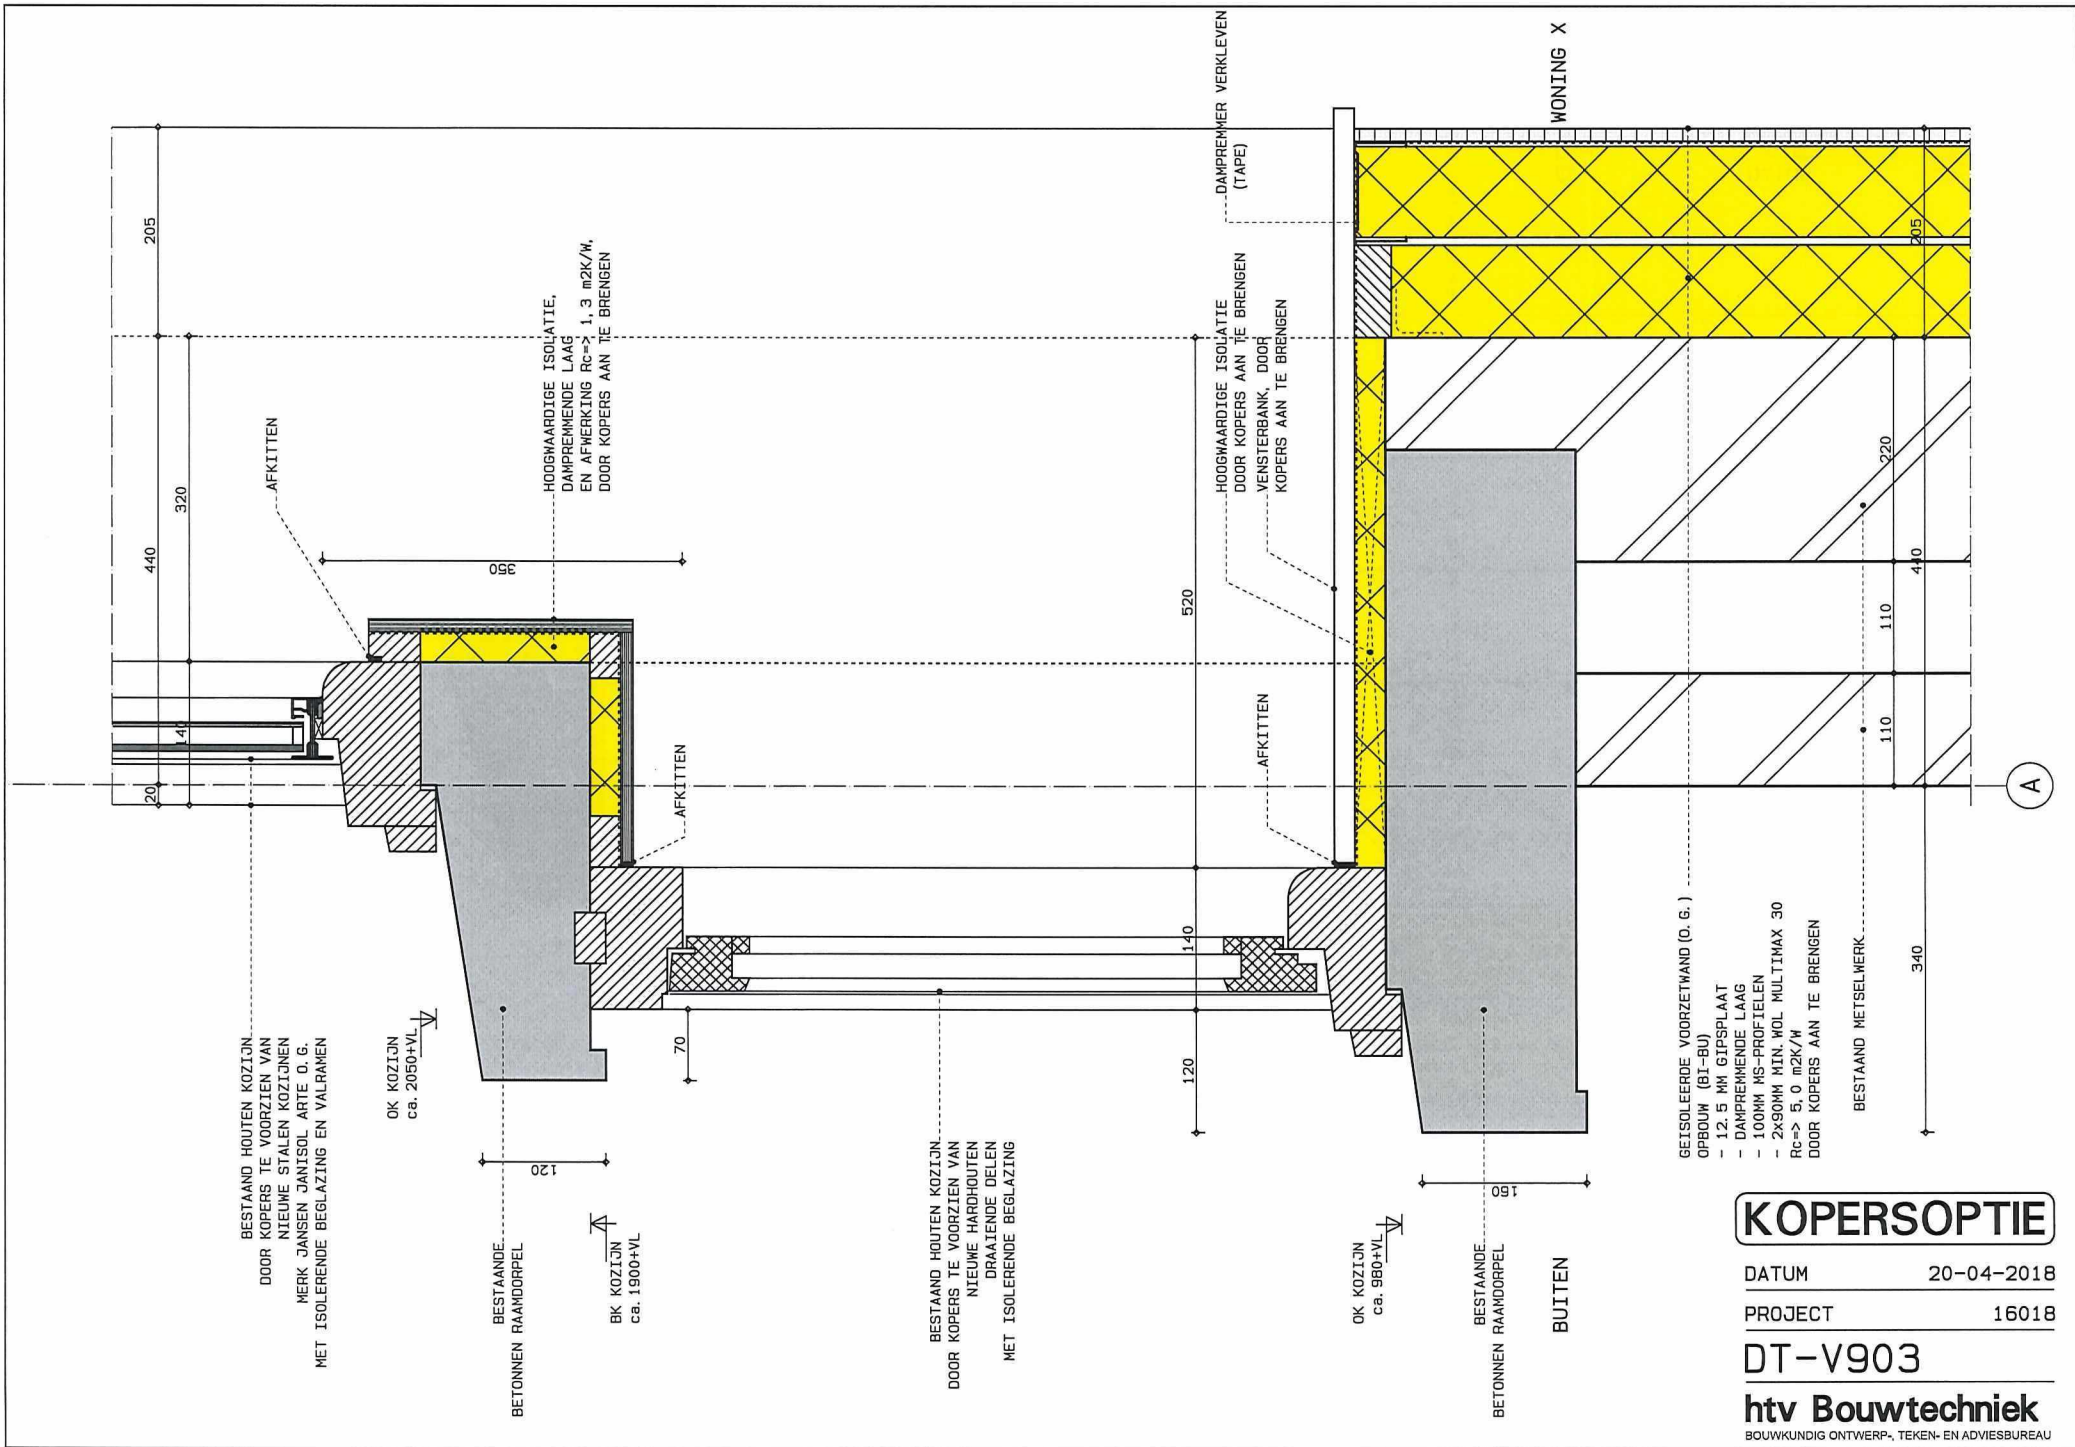 205
440
20
320
140
AFKITTEN
350
HOOGWAARDIGE ISOLATIE,
DAMPREMMENDE LAAG
EN AFWERKING Rc=> 1,3 m2K/W,
DOOR KOPERS AAN TE BRENGEN
AFKITTEN
BESTAAND HOUTEN KOZIJN
DOOR KOPERS TE VOORZIEN VAN
NIEUWE STALEN KOZIJNEN
MERK JANSEN JANISOL ARTE O.G.
MET ISOLERENDE BEGLAZING EN VALRAMEN
OK KOZIJN
ca. 2050+VL
BESTAANDE
BETONNEN RAAMDORPEL
120
BK KOZIJN
ca. 1900+VL
70
BESTAAND HOUTEN KOZIJN
DOOR KOPERS TE VOORZIEN VAN
NIEUWE HARDHOUTEN
DRAAIENDE DELEN
MET ISOLERENDE BEGLAZING
520
140
120
DAMPREMMER VERKLEVEN
(TAPE)
HOOGWAARDIGE ISOLATIE
DOOR KOPERS AAN TE BRENGEN
VENSTERBANK, DOOR
KOPERS AAN TE BRENGEN
AFKITTEN
OK KOZIJN
ca. 980+VL
BESTAANDE
BETONNEN RAAMDORPEL
160
WONING X
BUITEN
GEISOLEERDE VOORZETWAND (O.G.)
OPBOUW (BI-BU)
- 12.5 MM GIPSPLAAT
- DAMPREMMENDE LAAG
- 100MM MS-PROFIELEN
- 2x90MM MIN.WOL MULTIMAX 30
Rc=> 5,0 m2K/W
DOOR KOPERS AAN TE BRENGEN
BESTAND METSELWERK
220
110
110
205
440
340
A
KOPERSOPTIE
DATUM 20-04-2018
PROJECT 16018
DT-V903
htv Bouwtechniek
BOUWKUNDIG ONTWERP-, TEKEN- EN ADVIESBUREAU